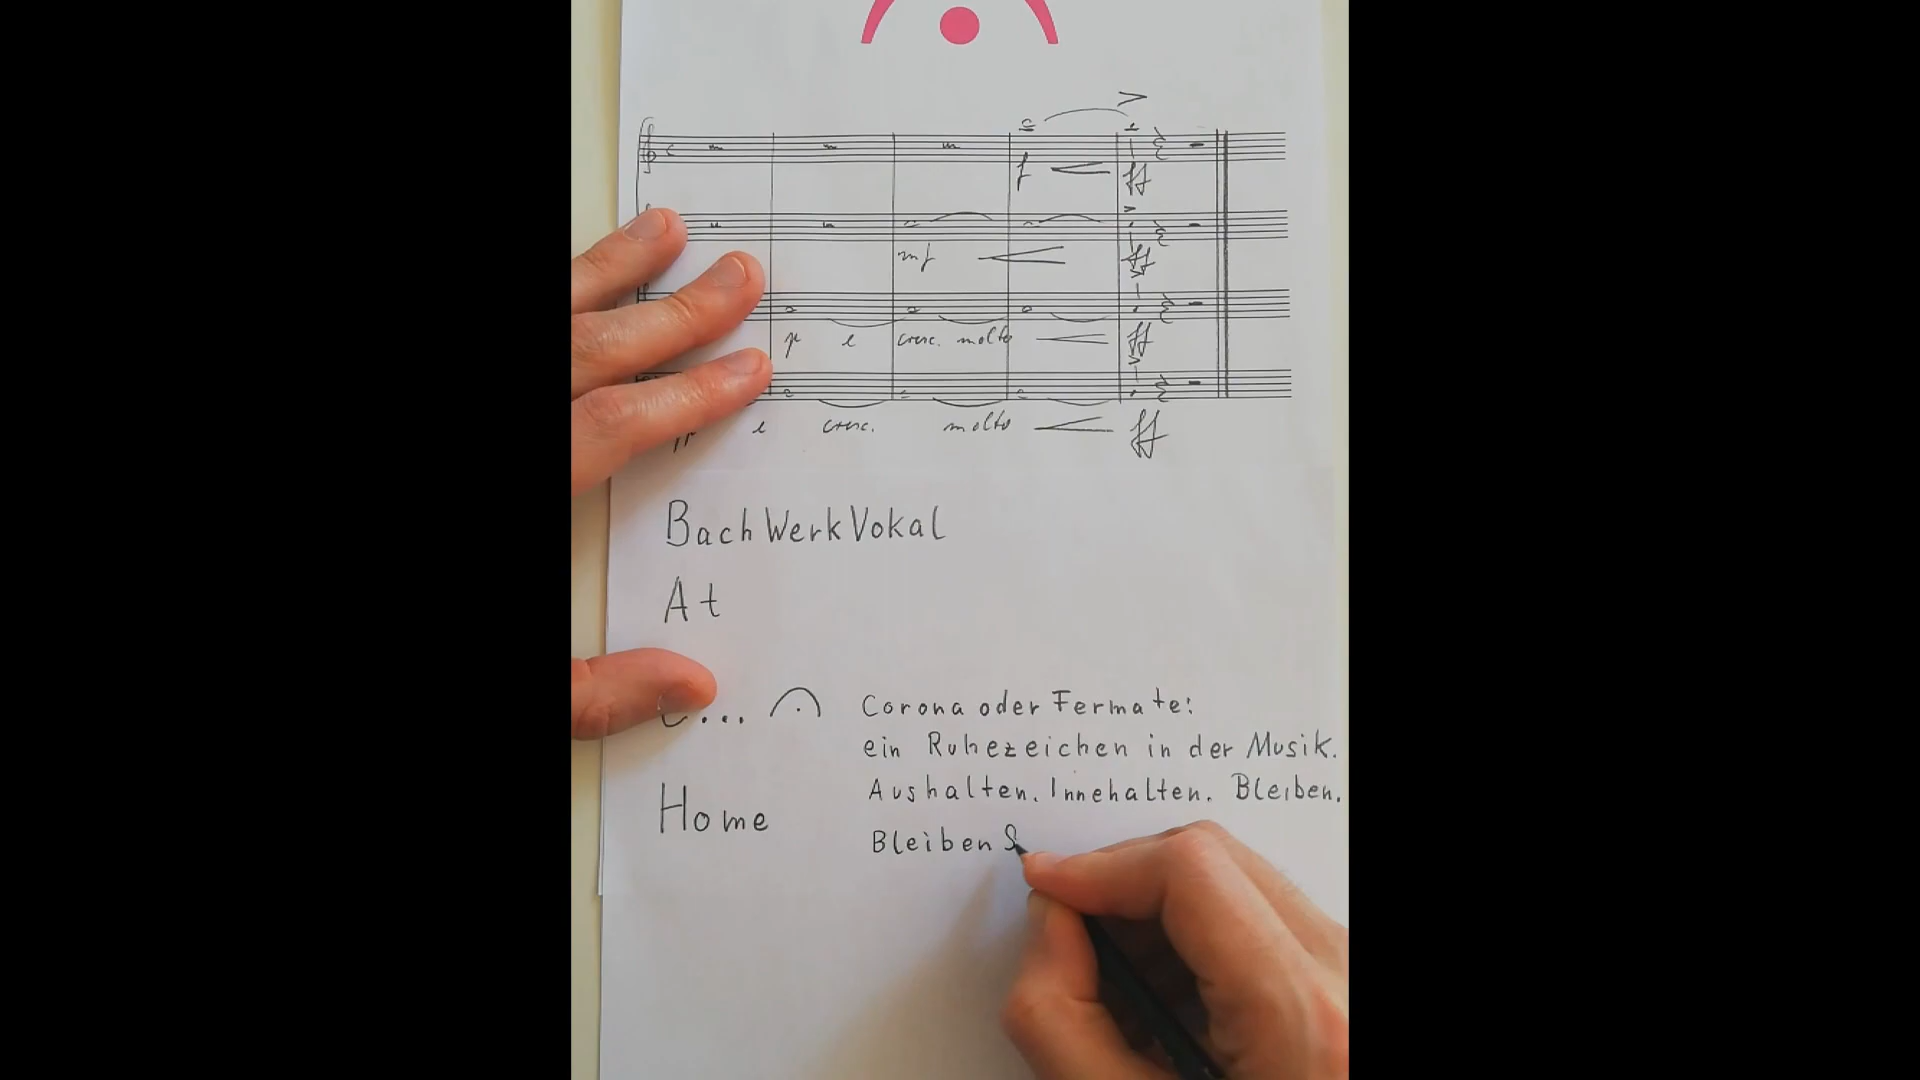 f ff
mf ff
p e cresc. molto ff
pp e cresc. molto ff
BachWerkVokal
At
C... Corona oder Fermate:
ein Ruhezeichen in der Musik.
Aushalten. Innehalten. Bleiben.
Home
Bleiben S